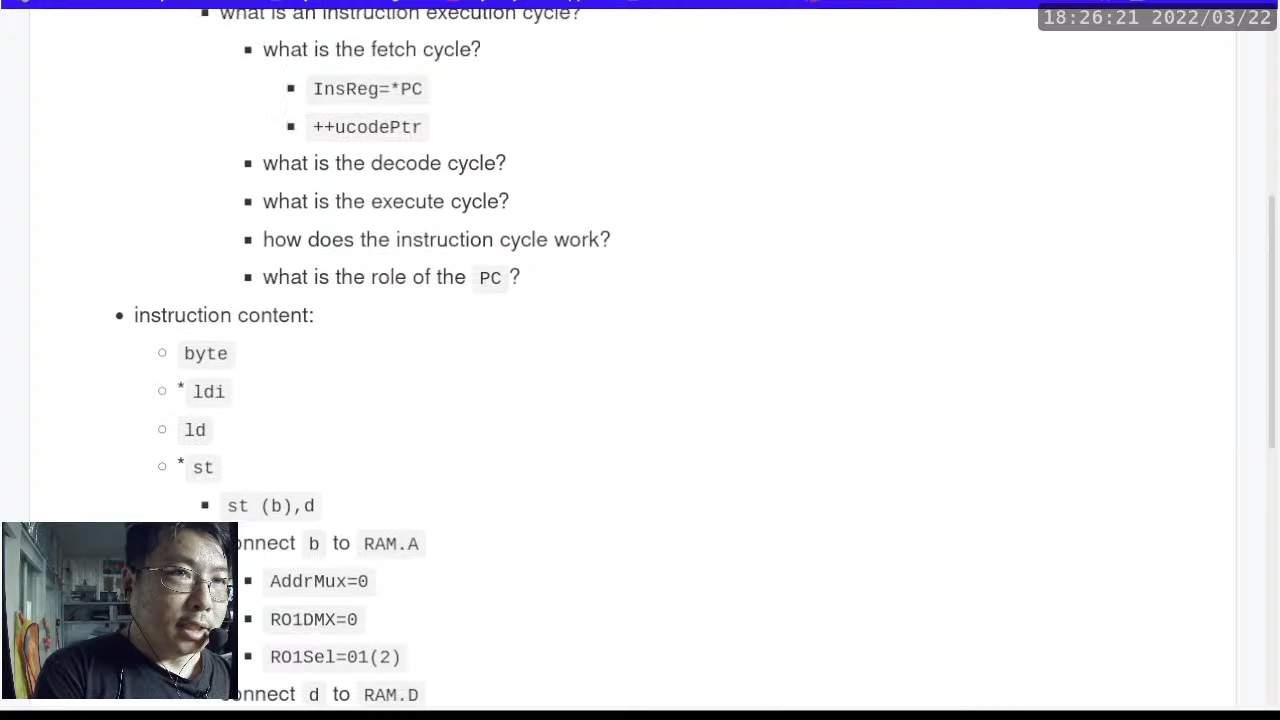 what is an instruction execution cycle?
18:26:21 2022/03/22
what is the fetch cycle?
InsReg=*PC
++ucodePtr
what is the decode cycle?
what is the execute cycle?
how does the instruction cycle work?
what is the role of the PC ?
instruction content:
byte
* ldi
ld
* st
st (b),d
onnect b to RAM.A
AddrMux=0
RO1DMX=0
RO1Sel=01(2)
onnect d to RAM.D